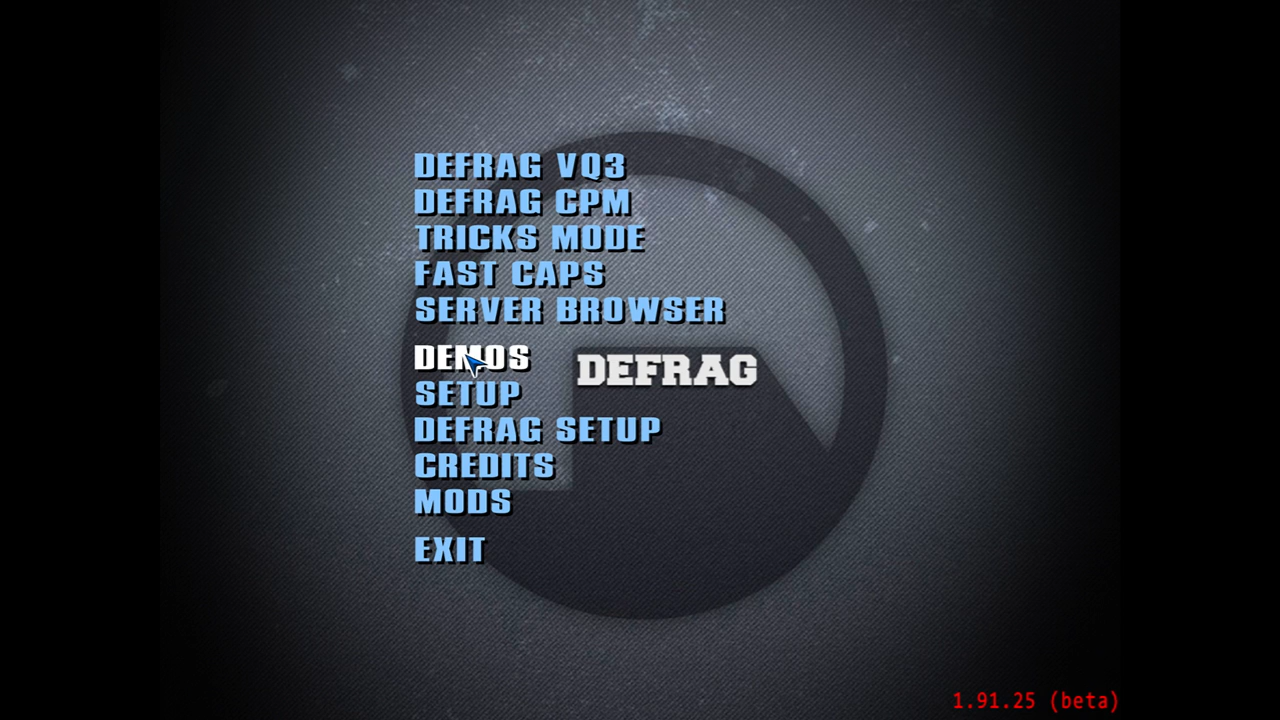 DEFRAG VQ3
DEFRAG CPM
TRICKS MODE
FAST CAPS
SERVER BROWSER
DEMOS
DEFRAG
SETUP
DEFRAG SETUP
CREDITS
MODS
EXIT
1.91.25 (beta)